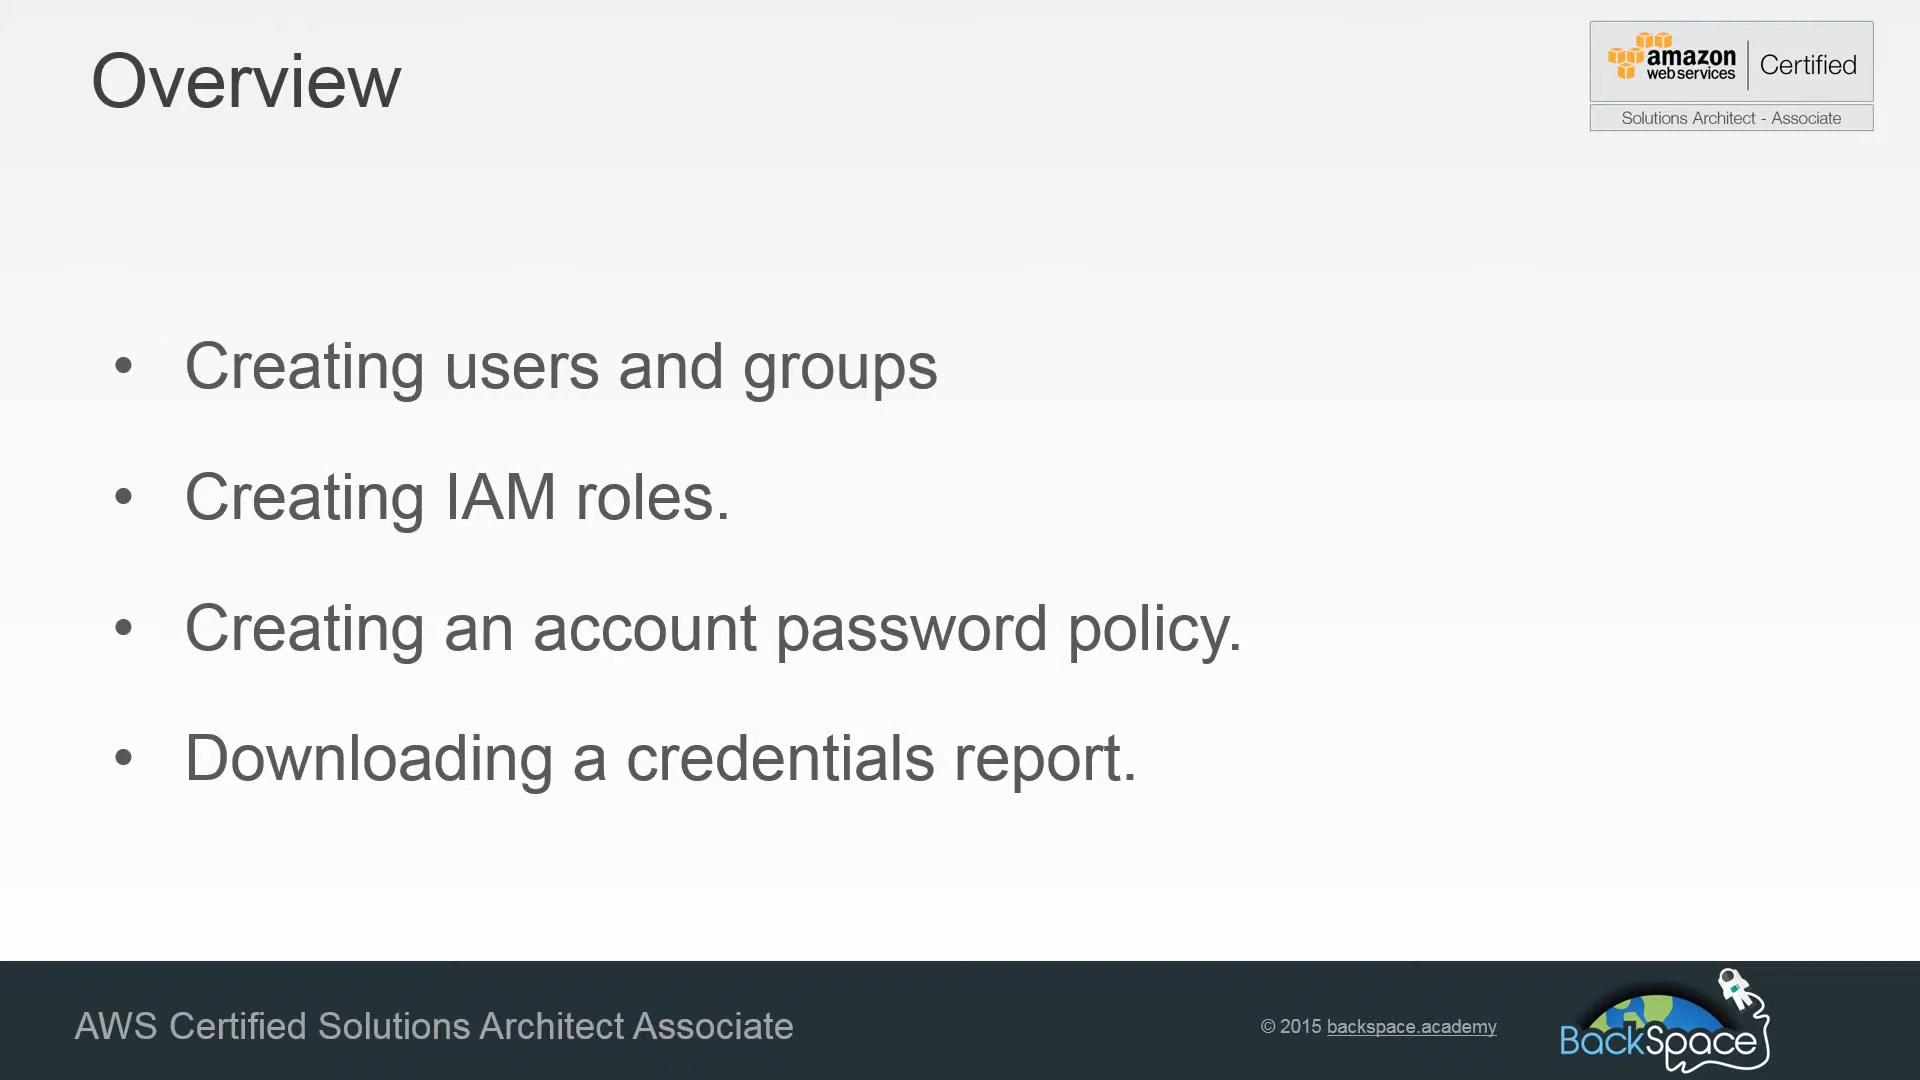 Overview
amazon
web services
Certified
Solutions Architect - Associate
• Creating users and groups
• Creating IAM roles.
• Creating an account password policy.
• Downloading a credentials report.
AWS Certified Solutions Architect Associate
© 2015 backspace.academy
BackSpace